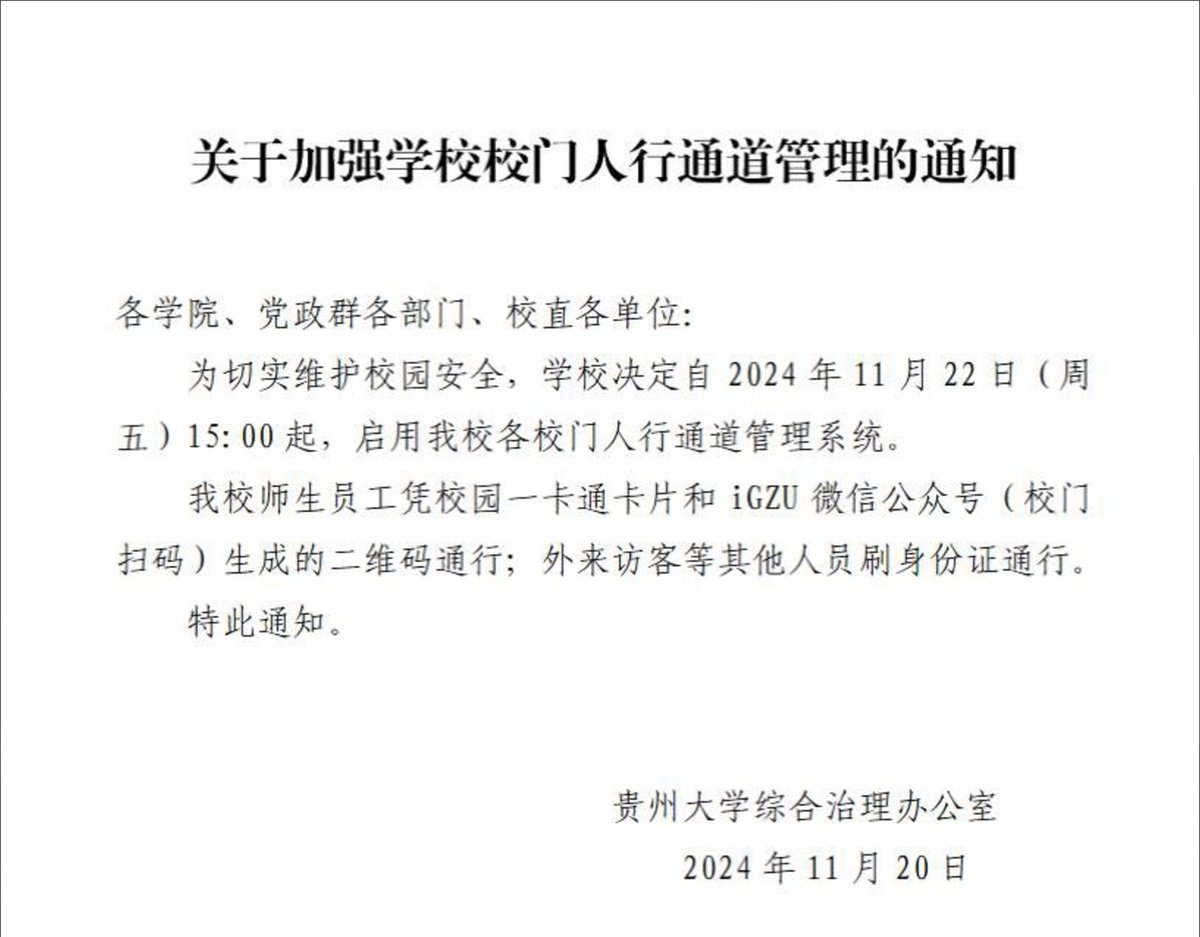 关于加强学校校门人行通道管理的通知
各学院、党政群各部门、校直各单位:
为切实维护校园安全，学校决定自 2024 年 11 月 22 日（周
五）15:00 起，启用我校各校门人行通道管理系统。
我校师生员工凭校园一卡通卡片和 iGZU 微信公众号（校门
扫码）生成的二维码通行；外来访客等其他人员刷身份证通行。
特此通知。
贵州大学综合治理办公室
2024 年 11 月 20 日